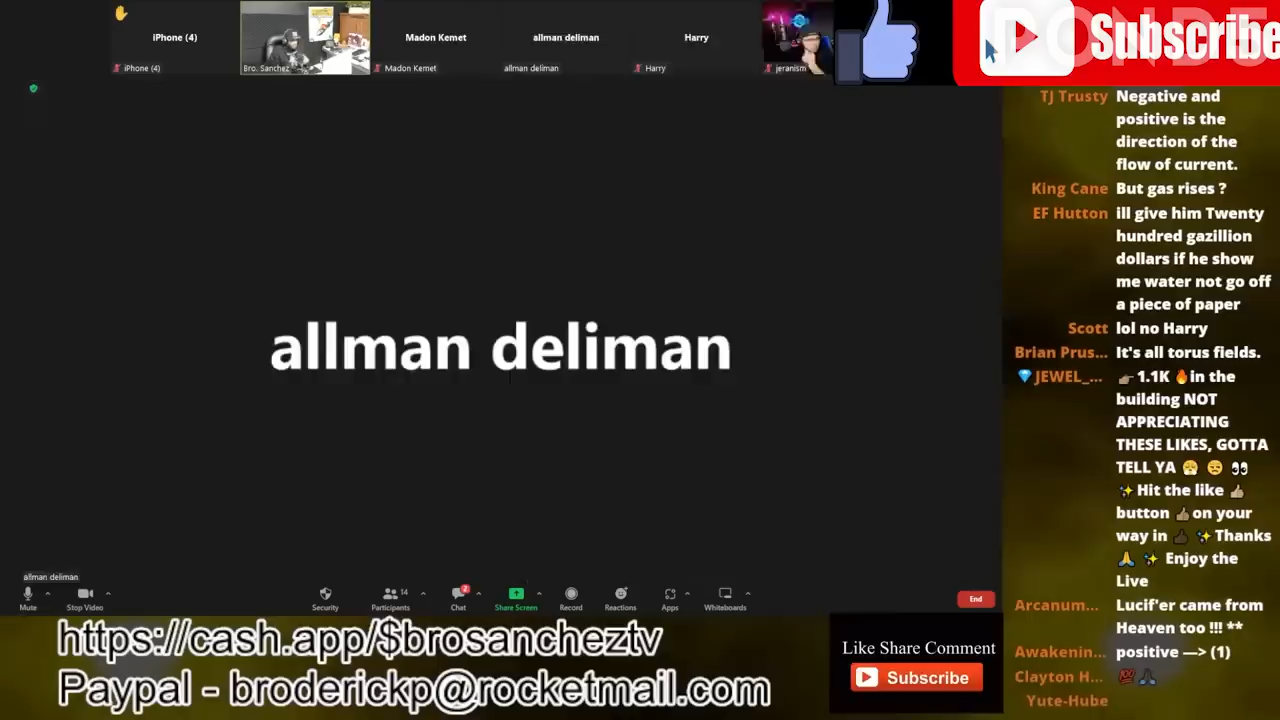 iPhone (4)
Madon Kemet
allman deliman
Harry
iPhone (4)
Bro. Sanchez
Madon Kemet
allman deliman
Harry
jeranism
Subscribe
TJ Trusty Negative and
positive is the
direction of the
flow of current.
King Cane But gas rises ?
EF Hutton ill give him Twenty
hundred gazillion
dollars if he show
me water not go off
a piece of paper
Scott lol no Harry
Brian Prus... It's all torus fields.
💎JEWEL_... 👉🏽1.1K 🔥in the
building NOT
APPRECIATING
THESE LIKES, GOTTA
TELL YA 😤 😒 👀
✨Hit the like 👍🏽
button 👍🏽on your
way in 👍🏿 ✨Thanks
🙏 ✨ Enjoy the
Live
Arcanum... Lucif'er came from
Heaven too !!! **
Awakenin... positive —> (1)
Clayton H... 💯🙏🏿
Yute-Hube
allman deliman
allman deliman
Mute
Stop Video
Security
14
Participants
2
Chat
Share Screen
Record
Reactions
Apps
Whiteboards
End
https://cash.app/$brosancheztv
Paypal - broderickp@rocketmail.com
Like Share Comment
Subscribe